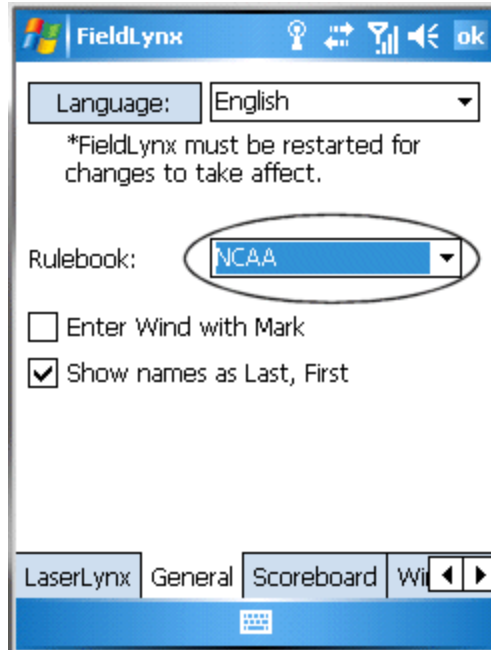 FieldLynx
ok
Language:
English
*FieldLynx must be restarted for
changes to take affect.
Rulebook:
NCAA
Enter Wind with Mark
Show names as Last, First
LaserLynx
General
Scoreboard